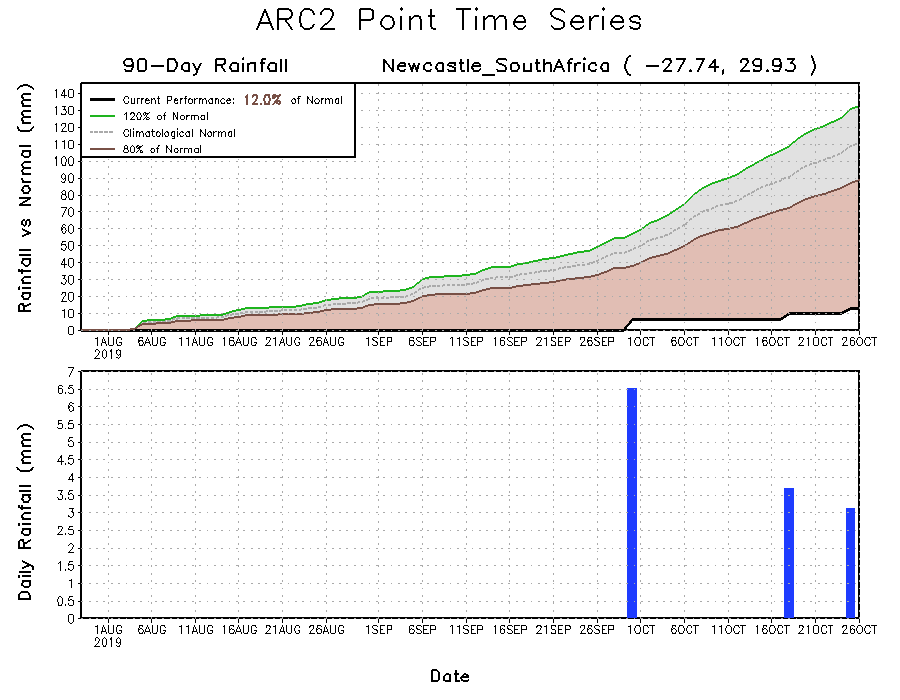 ARC2 Point Time Series
90-Day Rainfall
Newcastle_SouthAfrica ( -27.74, 29.93 )
Rainfall vs Normal (mm)
Current Performance: 12.0% of Normal
120% of Normal
Climatological Normal
80% of Normal
140
130
120
110
100
90
80
70
60
50
40
30
20
10
0
1AUG 6AUG 11AUG 16AUG 21AUG 26AUG 1SEP 6SEP 11SEP 16SEP 21SEP 26SEP 1OCT 6OCT 11OCT 16OCT 21OCT 26OCT
2019
Daily Rainfall (mm)
7
6.5
6
5.5
5
4.5
4
3.5
3
2.5
2
1.5
1
0.5
0
1AUG 6AUG 11AUG 16AUG 21AUG 26AUG 1SEP 6SEP 11SEP 16SEP 21SEP 26SEP 1OCT 6OCT 11OCT 16OCT 21OCT 26OCT
2019
Date